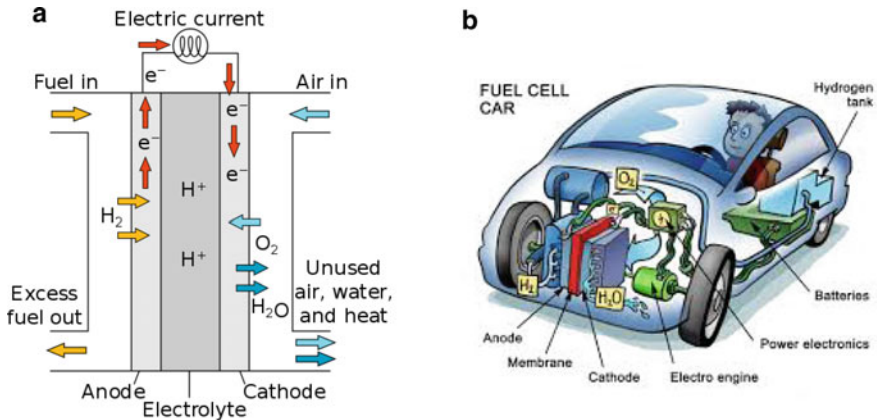 a
Electric current
Fuel in
e⁻
Air in
e⁻
e⁻
e⁻
H₂
H⁺
H⁺
O₂
H₂O
Excess
fuel out
Unused
air, water,
and heat
Anode
Cathode
Electrolyte
b
FUEL CELL
CAR
Hydrogen
tank
O₂
e⁻
H₂
H₂O
Batteries
Anode
Power electronics
Membrane
Cathode
Electro engine